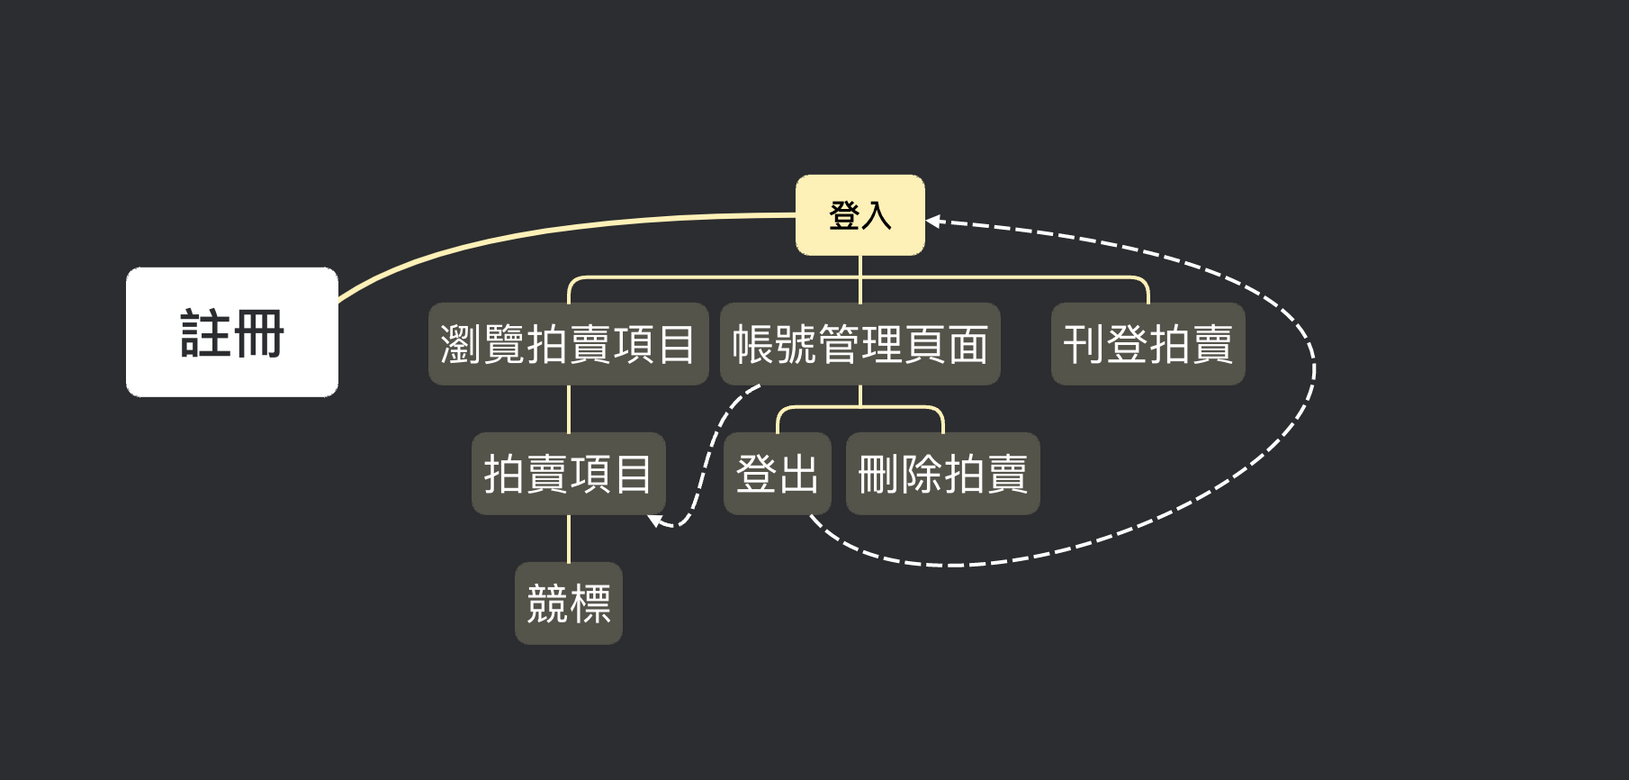 登入
註冊
瀏覽拍賣項目
帳號管理頁面
刊登拍賣
拍賣項目
登出
刪除拍賣
競標